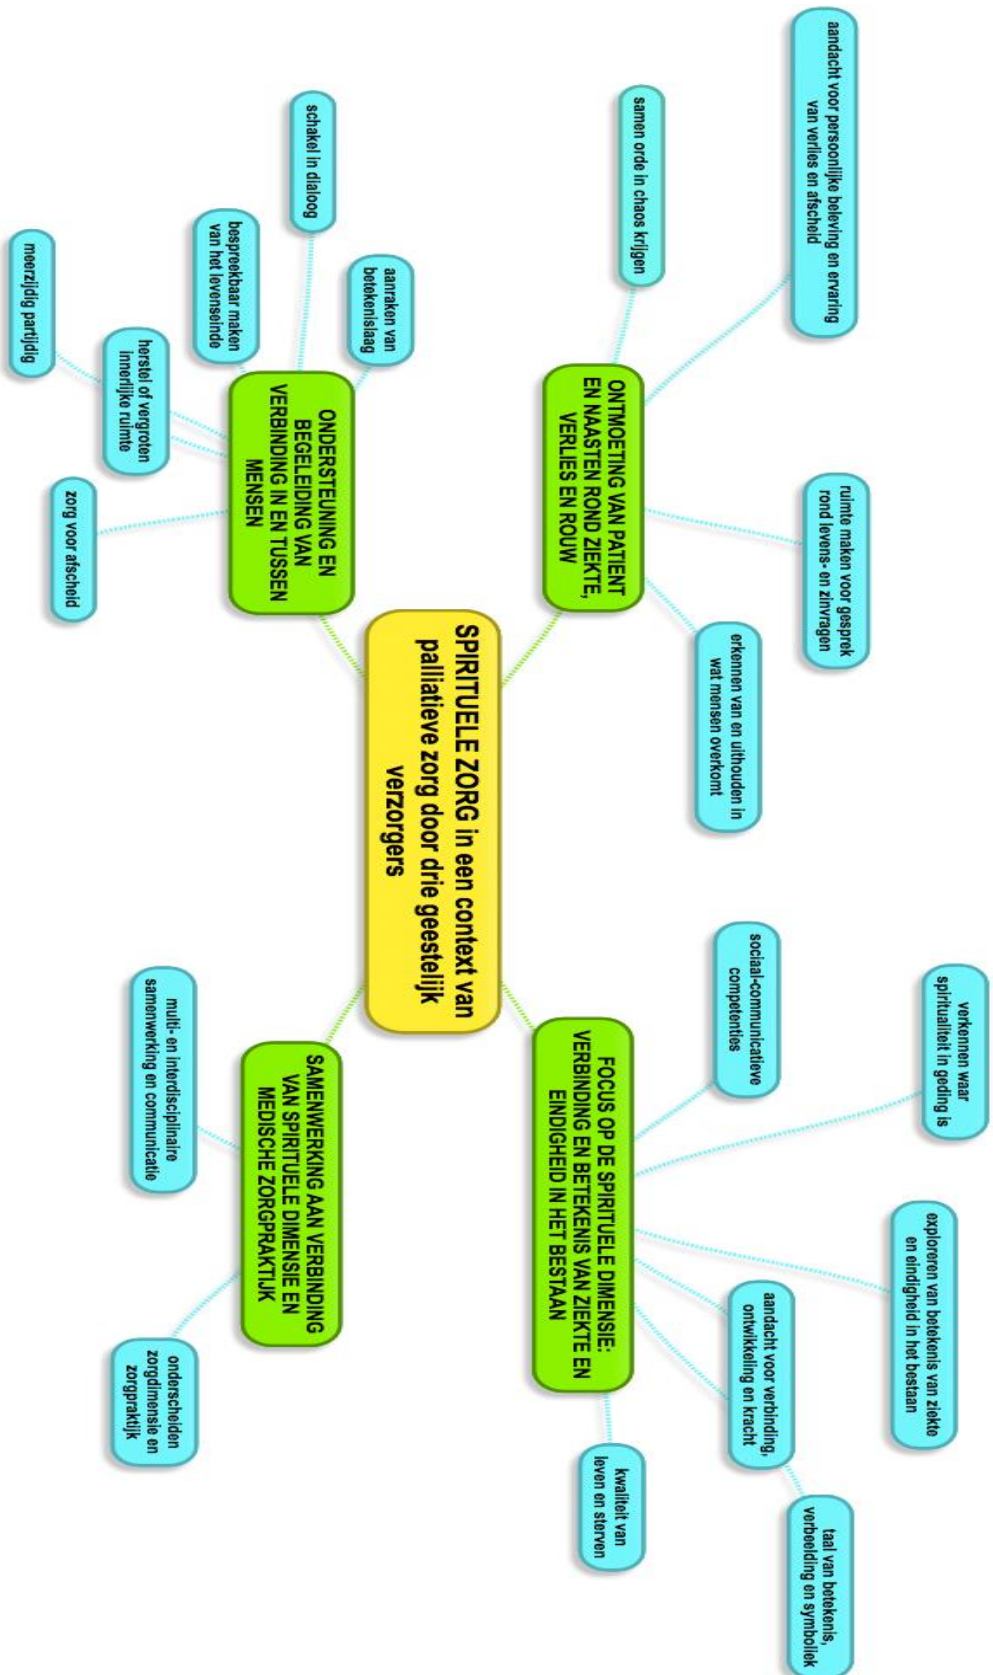 aandacht voor persoonlijke beleving en ervaring
van verlies en afscheid
samen orde in chaos krijgen
ruimte maken voor gesprek
rond levens- en zinvragen
erkennen van en uithouden in
wat mensen overkomt
ONTMOETING VAN PATIENT
EN NAASTEN ROND ZIEKTE,
VERLIES EN ROUW
verkennen waar
spiritualiteit in geding is
sociaal-communicatieve
competenties
exploreren van betekenis van ziekte
en eindigheid in het bestaan
aandacht voor verbinding,
ontwikkeling en kracht
taal van betekenis,
verbeelding en symboliek
kwaliteit van
leven en sterven
FOCUS OP DE SPIRITUELE DIMENSIE:
VERBINDING EN BETEKENIS VAN ZIEKTE EN
EINDIGHEID IN HET BESTAAN
SPIRITUELE ZORG in een context van
palliatieve zorg door drie geestelijk
verzorgers
schakel in dialoog
aanraken van
betekenislaag
ONDERSTEUNING EN
BEGELEIDING VAN
VERBINDING IN EN TUSSEN
MENSEN
bespreekbaar maken
van het levenseinde
herstel of vergroten
innerlijke ruimte
meerzijdig partijdig
zorg voor afscheid
SAMENWERKING AAN VERBINDING
VAN SPIRITUELE DIMENSIE EN
MEDISCHE ZORGPRAKTIJK
multi- en interdisciplinaire
samenwerking en communicatie
onderscheiden
zorgdimensie en
zorgpraktijk